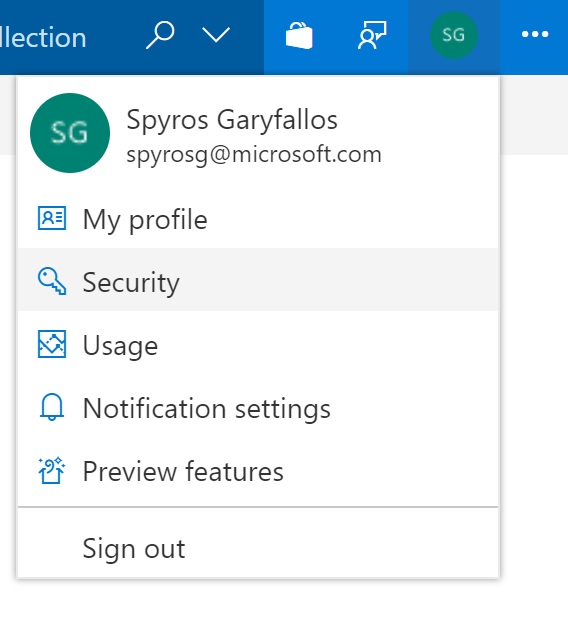 llection
SG
SG
Spyros Garyfallos
spyrosg@microsoft.com
My profile
Security
Usage
Notification settings
Preview features
Sign out